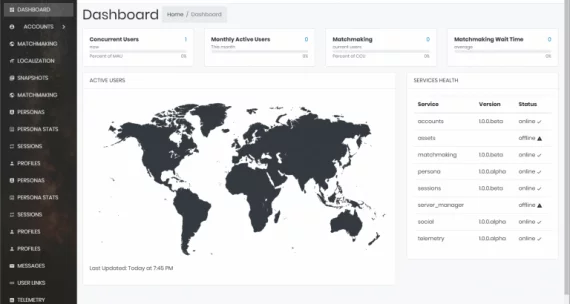 DASHBOARD
ACCOUNTS
MATCHMAKING
LOCALIZATION
SNAPSHOTS
MATCHMAKING
PERSONAS
PERSONA STATS
SESSIONS
PROFILES
PERSONAS
PERSONA STATS
SESSIONS
PROFILES
PROFILES
MESSAGES
USER LINKS
TELEMETRY
Dashboard Home / Dashboard
Concurrent Users 1
now
Percent of MAU 0%
Monthly Active Users 0
This month
0%
Matchmaking 0
current users
Percent of CCU 0%
Matchmaking Wait Time 0
average
0%
ACTIVE USERS
Last Updated: Today at 7:45 PM
SERVICES HEALTH
Service Version Status
accounts 1.0.0.beta online
assets offline
matchmaking 1.0.0.beta online
persona 1.0.0.alpha online
sessions 1.0.0.beta online
server_manager offline
social 1.0.0.alpha online
telemetry 1.0.0.alpha online